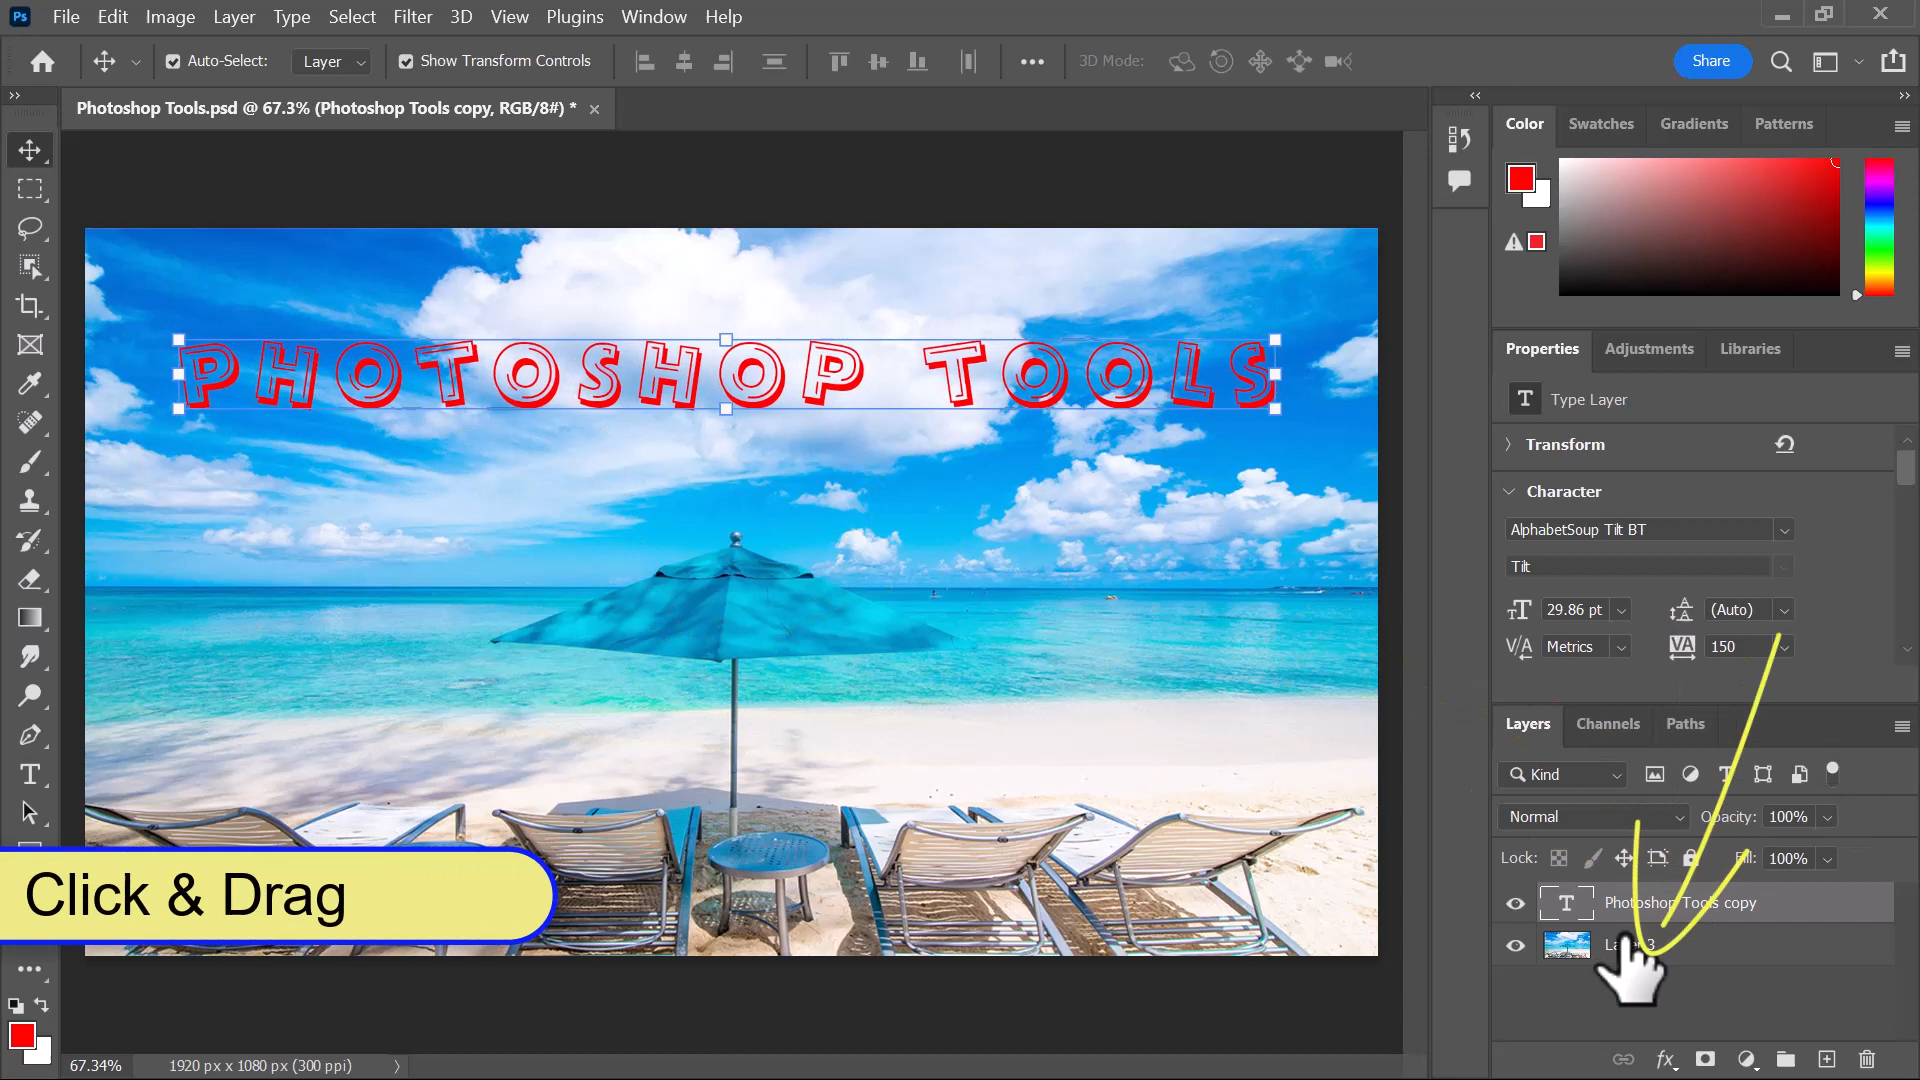 Ps File Edit Image Layer Type Select Filter 3D View Plugins Window Help
Auto-Select: Layer Show Transform Controls 3D Mode: Share
Photoshop Tools.psd @ 67.3% (Photoshop Tools copy, RGB/8#) *
Color Swatches Gradients Patterns
PHOTOSHOP TOOLS
Properties Adjustments Libraries
T Type Layer
Transform
Character
AlphabetSoup Tilt BT
Tilt
29.86 pt (Auto)
Metrics 150
Layers Channels Paths
Kind
Normal Opacity: 100%
Lock: Fill: 100%
Photoshop Tools copy
Layer 3
Click & Drag
67.34% 1920 px x 1080 px (300 ppi)
fx